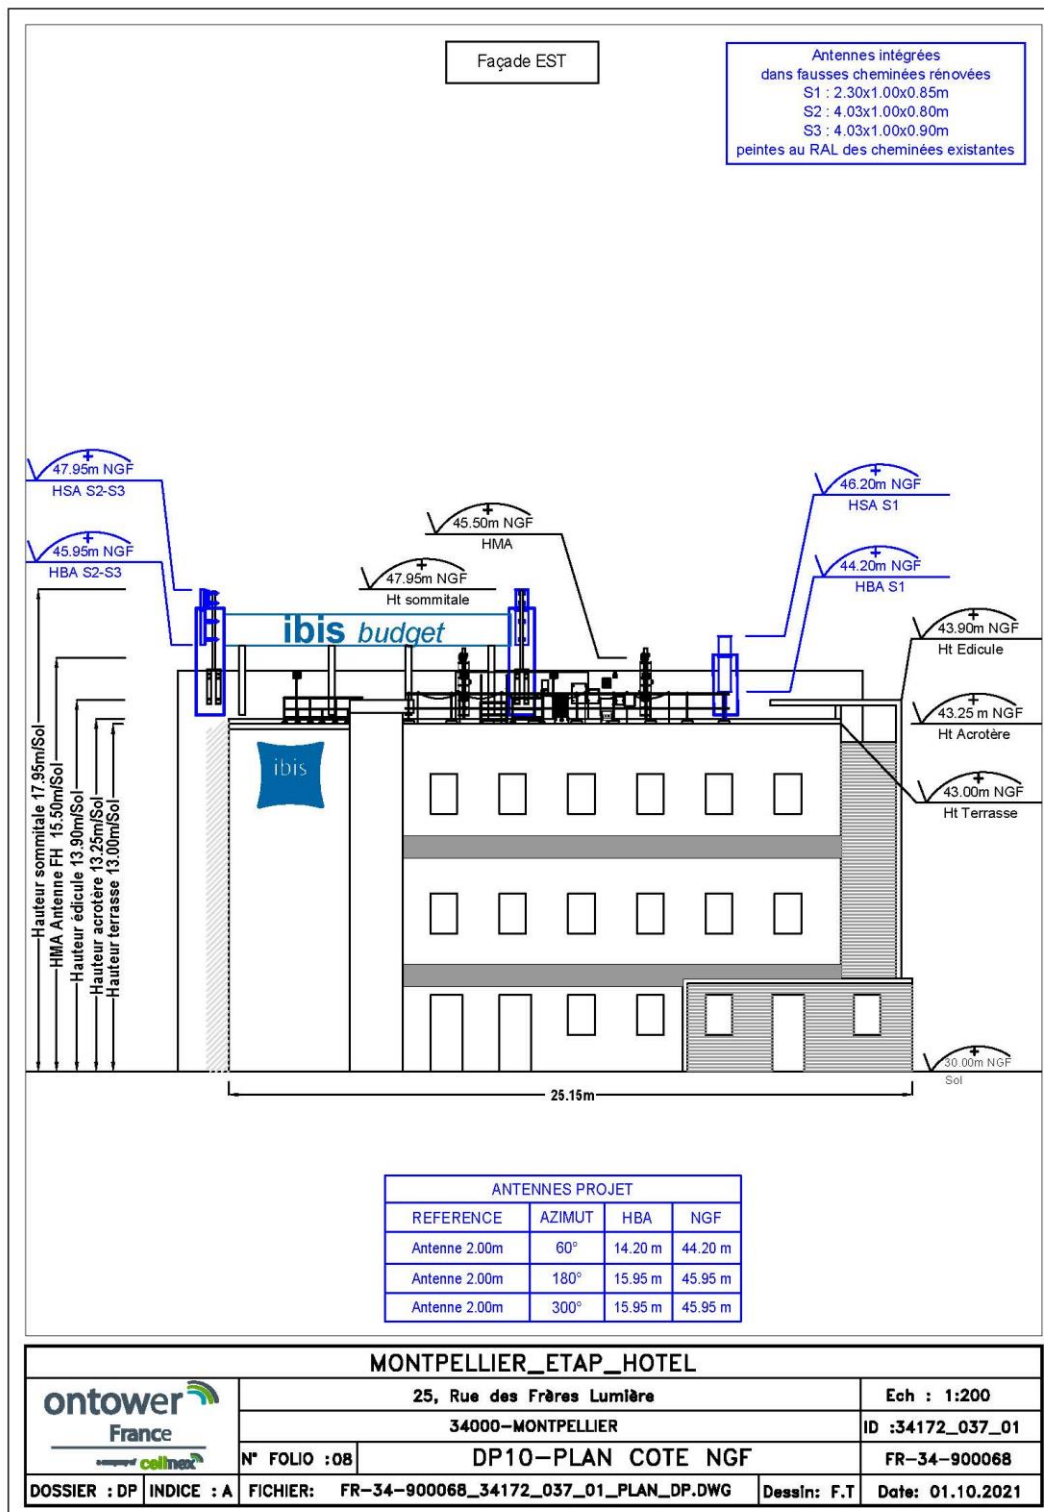 Façade EST
Antennes intégrées
dans fausses cheminées rénovées
S1 : 2.30x1.00x0.85m
S2 : 4.03x1.00x0.80m
S3 : 4.03x1.00x0.90m
peintes au RAL des cheminées existantes
47.95m NGF
HSA S2-S3
45.95m NGF
HBA S2-S3
45.50m NGF
HMA
47.95m NGF
Ht sommitale
46.20m NGF
HSA S1
44.20m NGF
HBA S1
43.90m NGF
Ht Edicule
43.25 m NGF
Ht Acrotère
43.00m NGF
Ht Terrasse
30.00m NGF
Sol
ibis budget
ibis
Hauteur sommitale 17.95m/Sol
HMA Antenne FH 15.50m/Sol
Hauteur édicule 13.90m/Sol
Hauteur acrotère 13.25m/Sol
Hauteur terrasse 13.00m/Sol
25.15m
ANTENNES PROJET
REFERENCE AZIMUT HBA NGF
Antenne 2.00m 60° 14.20 m 44.20 m
Antenne 2.00m 180° 15.95 m 45.95 m
Antenne 2.00m 300° 15.95 m 45.95 m
MONTPELLIER_ETAP_HOTEL
ontower
France
a company of cellnex
25, Rue des Frères Lumière
Ech : 1:200
34000-MONTPELLIER
ID :34172_037_01
N° FOLIO :08
DP10-PLAN COTE NGF
FR-34-900068
DOSSIER : DP
INDICE : A
FICHIER: FR-34-900068_34172_037_01_PLAN_DP.DWG
Dessin: F.T
Date: 01.10.2021